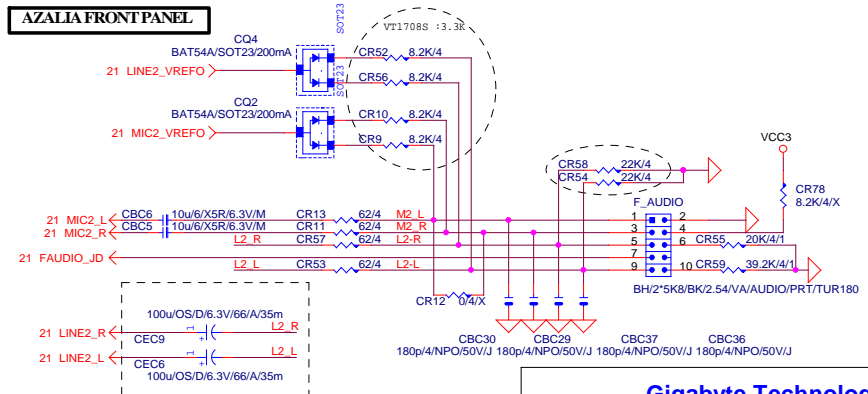 AZALIA FRONT PANEL
CQ4
BAT54A/SOT23/200mA
SOT23
21 LINE2_VREFO
SOT23
CQ2
BAT54A/SOT23/200mA
21 MIC2_VREFO
VT1708S :3.3K
CR52 8.2K/4
CR56 8.2K/4
CR10 8.2K/4
CR9 8.2K/4
CR58 22K/4
CR54 22K/4
VCC3
CR78
8.2K/4/X
F_AUDIO
21 MIC2_L CBC6 10u/6/X5R/6.3V/M CR13 62/4 M2_L 1 2
21 MIC2_R CBC5 10u/6/X5R/6.3V/M CR11 62/4 M2_R 3 4
L2_R CR57 62/4 L2-R 5 6 CR55 20K/4/1
21 FAUDIO_JD 7
L2_L CR53 62/4 L2-L 9 10 CR59 39.2K/4/1
CR12 0/4/X
BH/2*5K8/BK/2.54/VA/AUDIO/PRT/TUR180
100u/OS/D/6.3V/66/A/35m
21 LINE2_R 1 + L2_R
CEC9
21 LINE2_L 1 + L2_L
CEC6
100u/OS/D/6.3V/66/A/35m
CBC30 CBC29 CBC37 CBC36
180p/4/NPO/50V/J 180p/4/NPO/50V/J 180p/4/NPO/50V/J 180p/4/NPO/50V/J